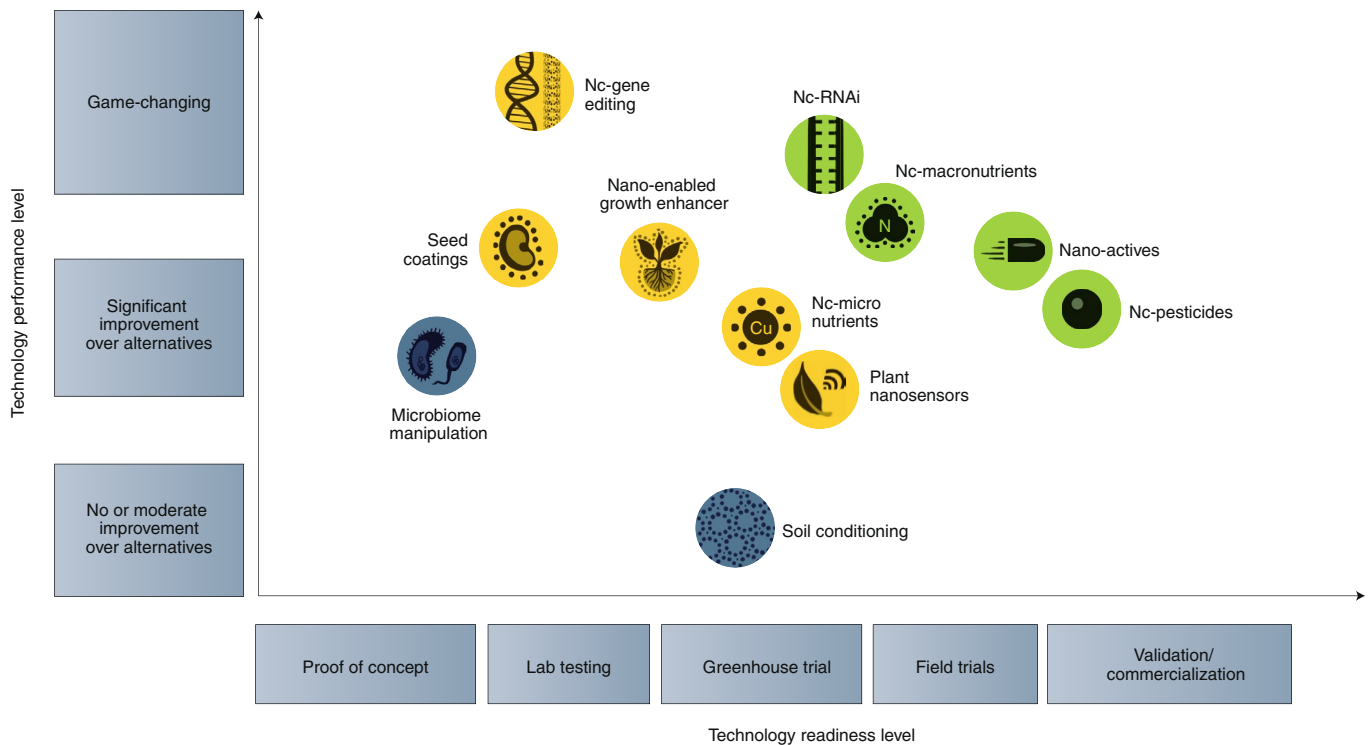 Technology performance level
Game-changing
Significant
improvement
over alternatives
No or moderate
improvement
over alternatives
Nc-gene
editing
Nc-RNAi
Nc-macronutrients
N
Nano-enabled
growth enhancer
Seed
coatings
Nano-actives
Nc-pesticides
Nc-micro
nutrients
Cu
Plant
nanosensors
Microbiome
manipulation
Soil conditioning
Proof of concept
Lab testing
Greenhouse trial
Field trials
Validation/
commercialization
Technology readiness level